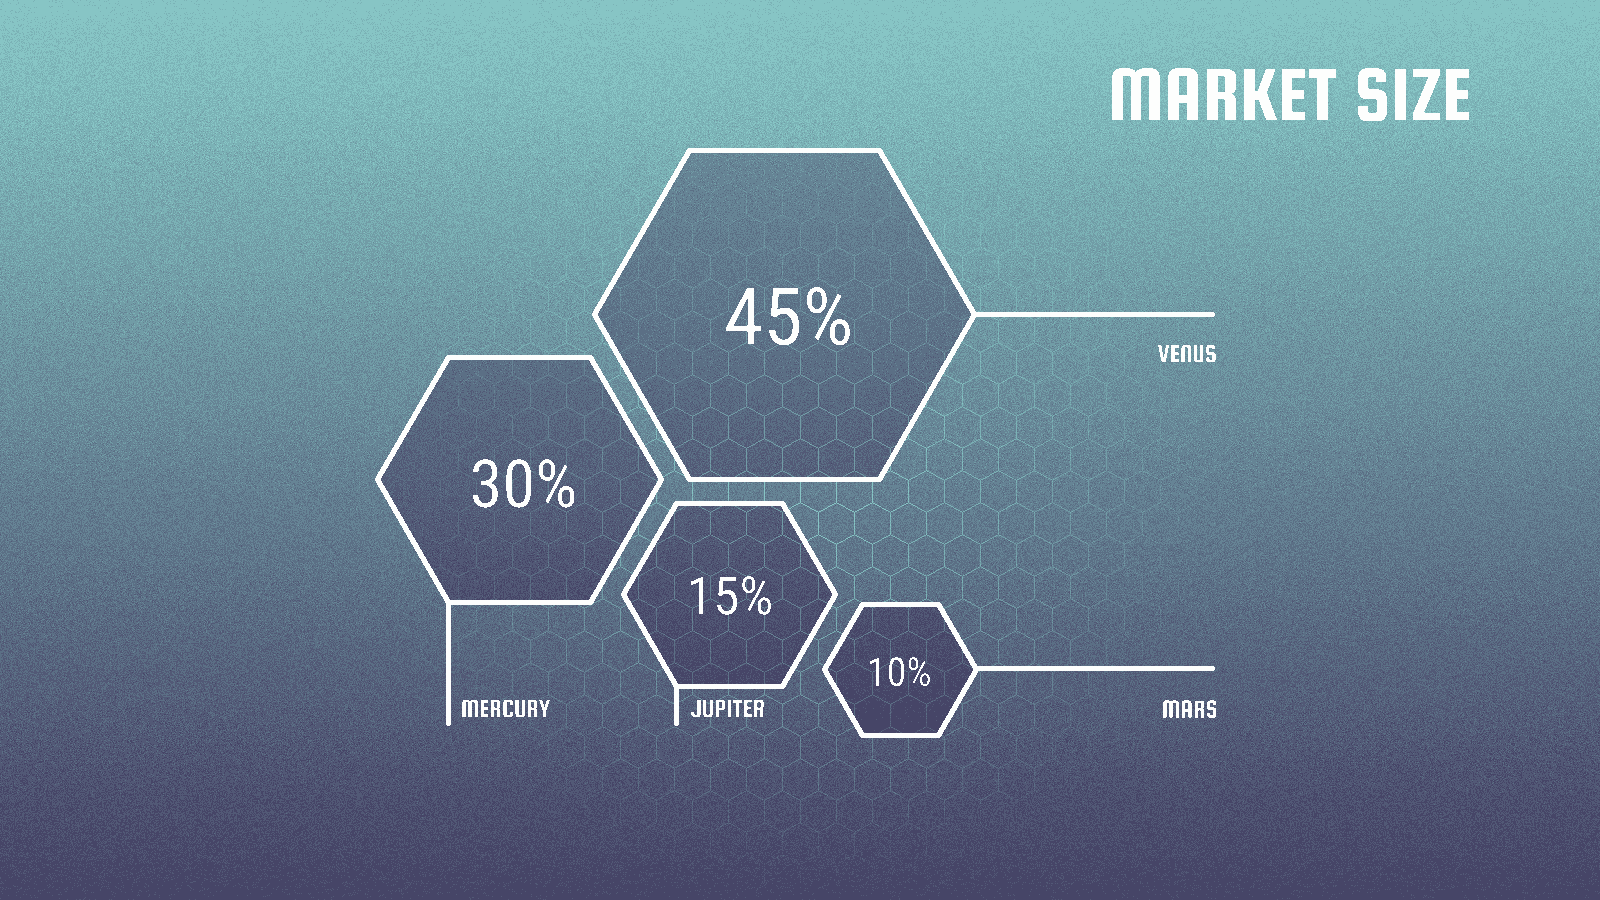 MARKET SIZE
45%
VENUS
30%
15%
10%
MERCURY
JUPITER
MARS